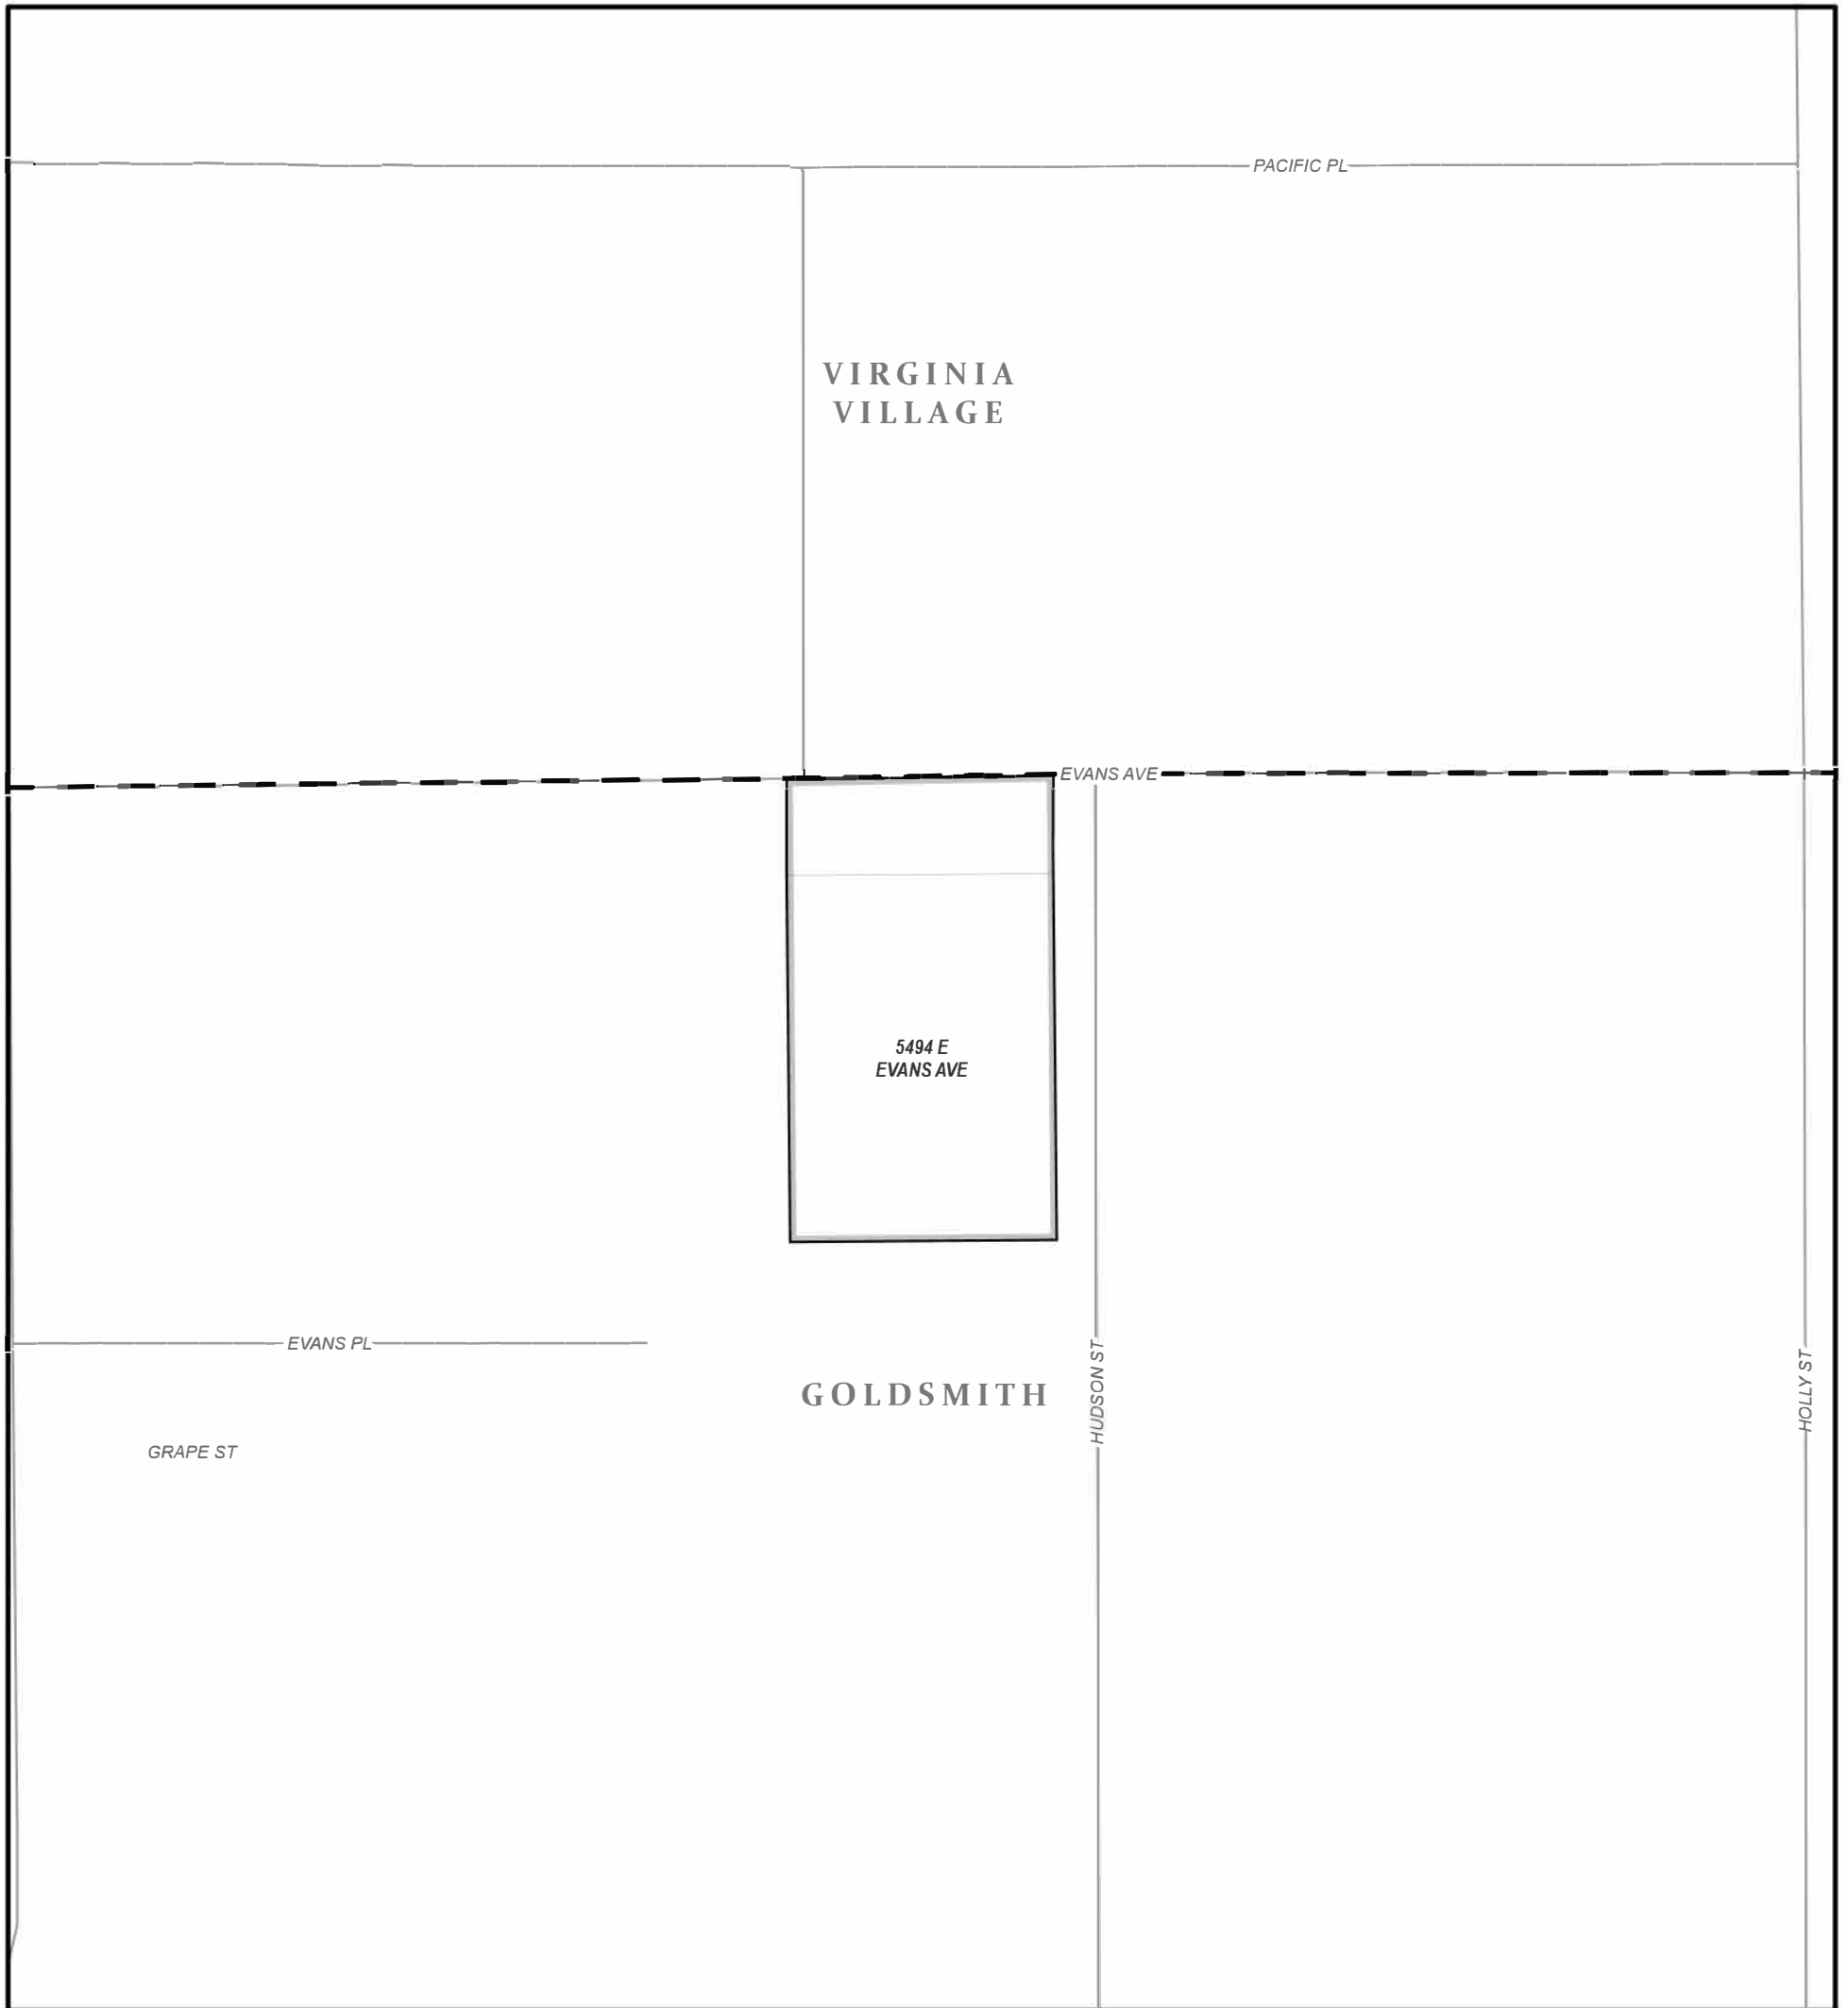 PACIFIC PL
VIRGINIA
VILLAGE
EVANS AVE
5494 E
EVANS AVE
EVANS PL
HUDSON ST
HOLLY ST
GOLDSMITH
GRAPE ST